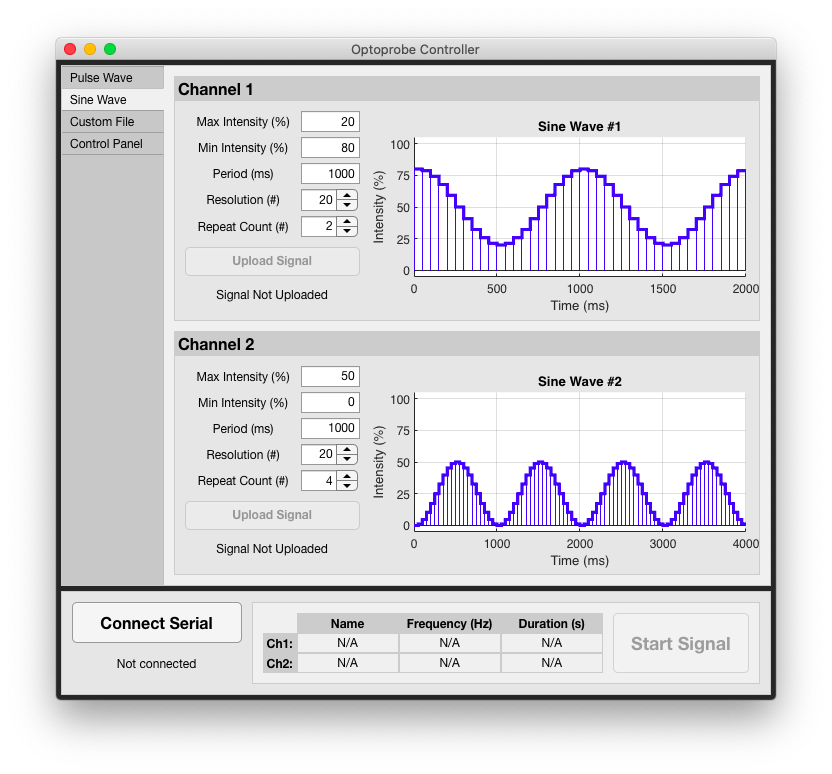 Optoprobe Controller
Pulse Wave
Sine Wave
Custom File
Control Panel
Channel 1
Max Intensity (%) 20
Min Intensity (%) 80
Period (ms) 1000
Resolution (#) 20
Repeat Count (#) 2
Upload Signal
Signal Not Uploaded
Sine Wave #1
Intensity (%)
100
75
50
25
0
0 500 1000 1500 2000
Time (ms)
Channel 2
Max Intensity (%) 50
Min Intensity (%) 0
Period (ms) 1000
Resolution (#) 20
Repeat Count (#) 4
Upload Signal
Signal Not Uploaded
Sine Wave #2
Intensity (%)
100
75
50
25
0
0 1000 2000 3000 4000
Time (ms)
Connect Serial
Not connected
Name Frequency (Hz) Duration (s)
Ch1: N/A N/A N/A
Ch2: N/A N/A N/A
Start Signal